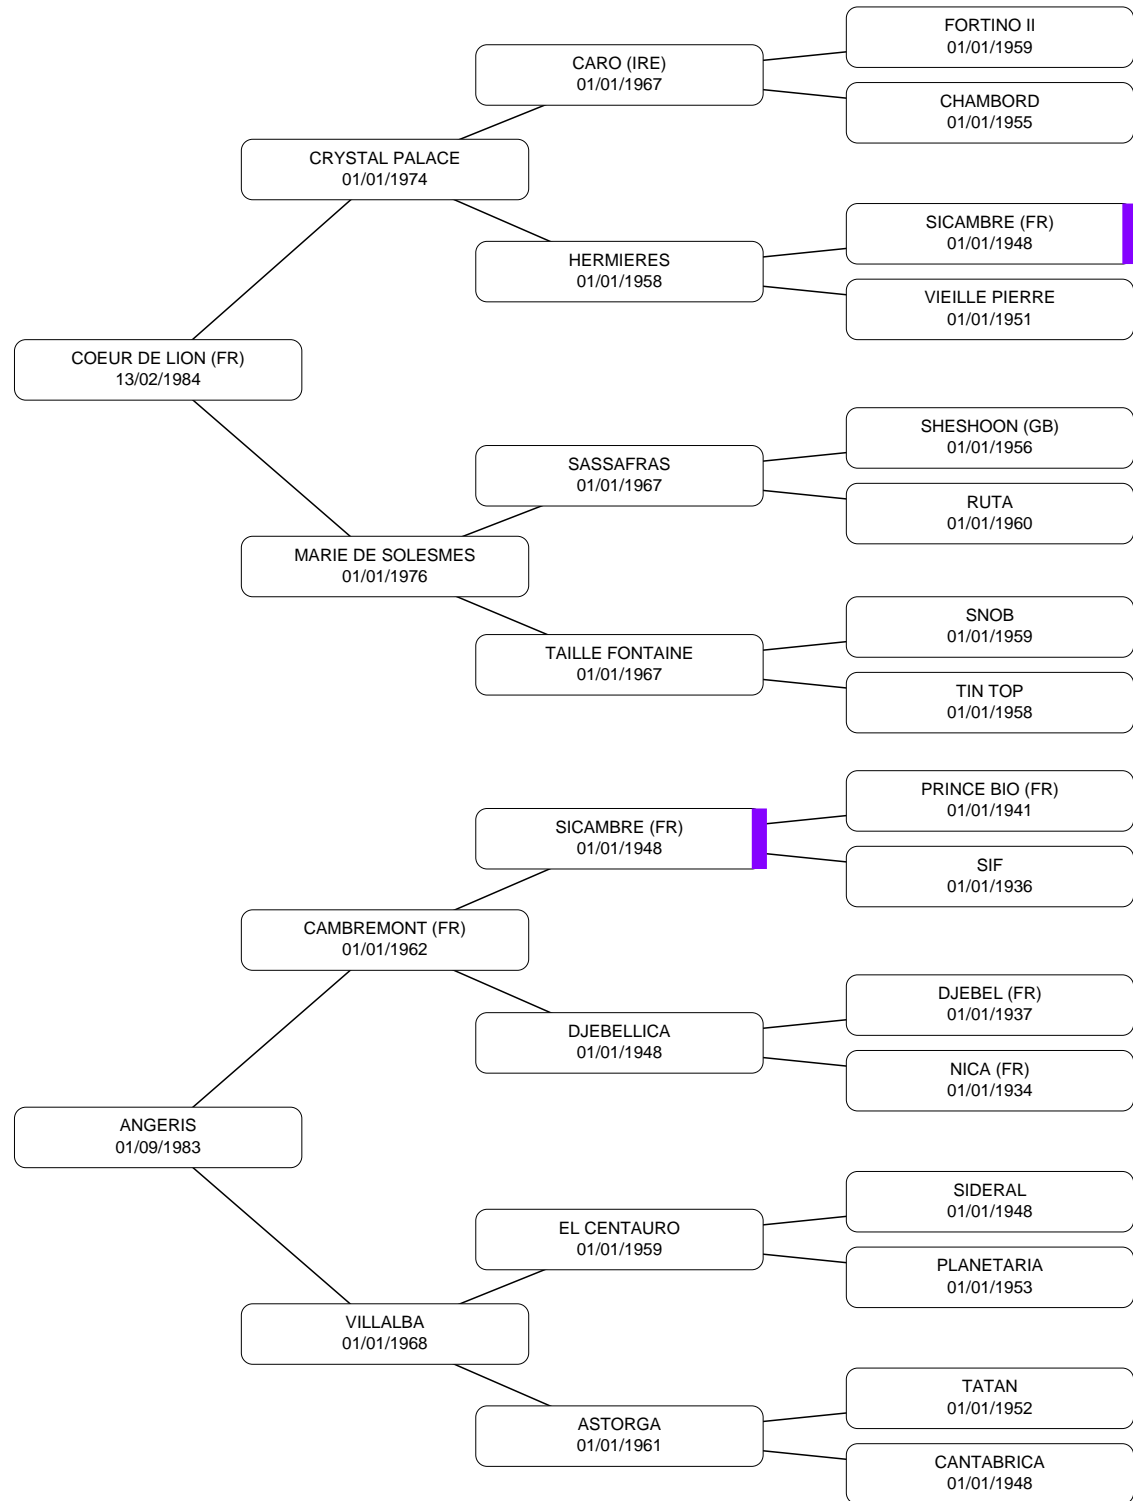 FORTINO II
01/01/1959
CARO (IRE)
01/01/1967
CHAMBORD
01/01/1955
CRYSTAL PALACE
01/01/1974
SICAMBRE (FR)
01/01/1948
HERMIERES
01/01/1958
VIEILLE PIERRE
01/01/1951
COEUR DE LION (FR)
13/02/1984
SHESHOON (GB)
01/01/1956
SASSAFRAS
01/01/1967
RUTA
01/01/1960
MARIE DE SOLESMES
01/01/1976
SNOB
01/01/1959
TAILLE FONTAINE
01/01/1967
TIN TOP
01/01/1958
PRINCE BIO (FR)
01/01/1941
SICAMBRE (FR)
01/01/1948
SIF
01/01/1936
CAMBREMONT (FR)
01/01/1962
DJEBEL (FR)
01/01/1937
DJEBELLICA
01/01/1948
NICA (FR)
01/01/1934
ANGERIS
01/09/1983
SIDERAL
01/01/1948
EL CENTAURO
01/01/1959
PLANETARIA
01/01/1953
VILLALBA
01/01/1968
TATAN
01/01/1952
ASTORGA
01/01/1961
CANTABRICA
01/01/1948